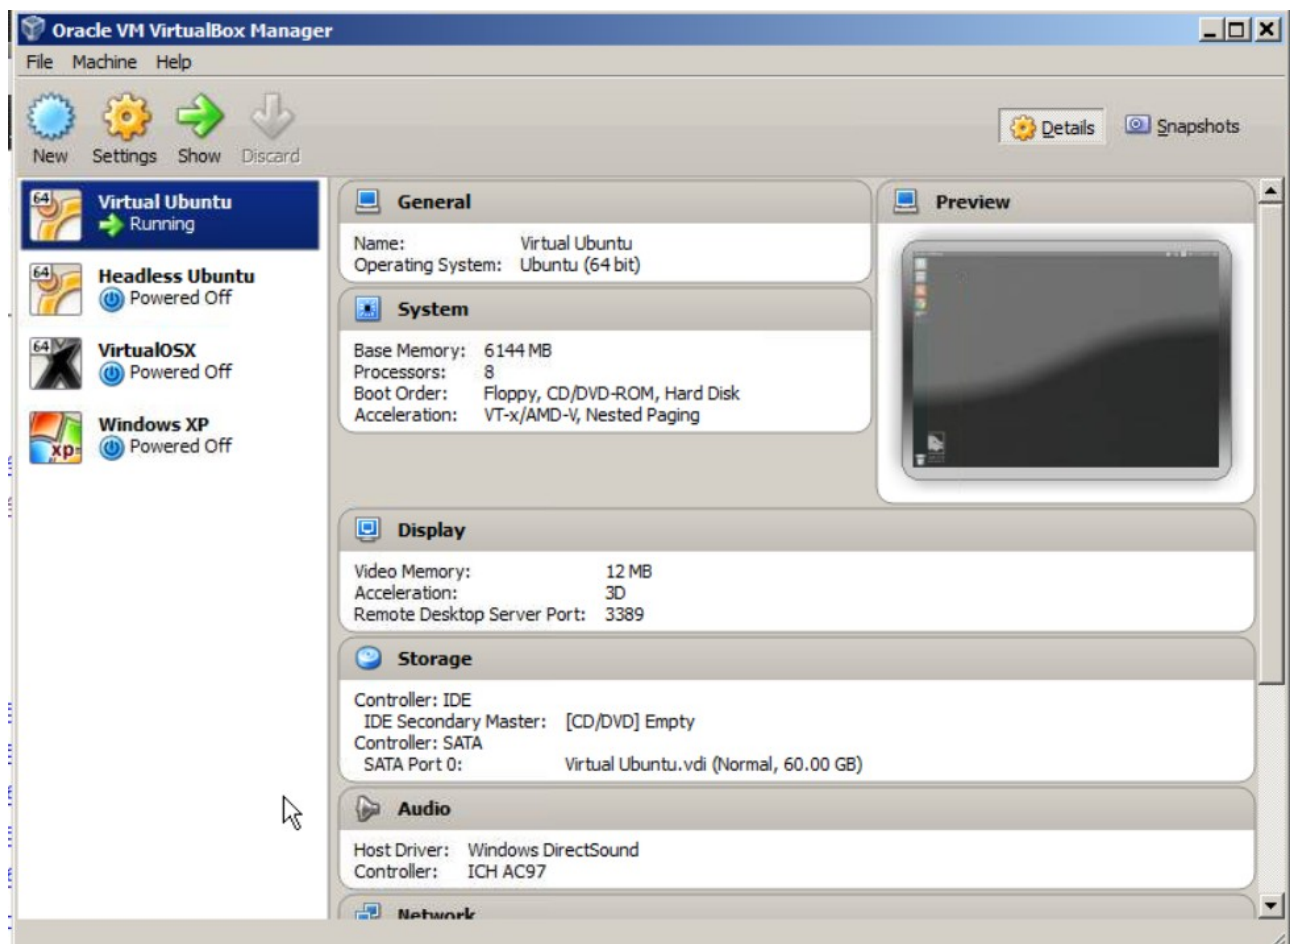 Oracle VM VirtualBox Manager
File Machine Help
New Settings Show Discard
Details Snapshots
64 Virtual Ubuntu
Running
64 Headless Ubuntu
Powered Off
64 VirtualOSX
Powered Off
Windows XP
xp Powered Off
General
Name: Virtual Ubuntu
Operating System: Ubuntu (64 bit)
System
Base Memory: 6144 MB
Processors: 8
Boot Order: Floppy, CD/DVD-ROM, Hard Disk
Acceleration: VT-x/AMD-V, Nested Paging
Preview
Display
Video Memory: 12 MB
Acceleration: 3D
Remote Desktop Server Port: 3389
Storage
Controller: IDE
IDE Secondary Master: [CD/DVD] Empty
Controller: SATA
SATA Port 0: Virtual Ubuntu.vdi (Normal, 60.00 GB)
Audio
Host Driver: Windows DirectSound
Controller: ICH AC97
Network